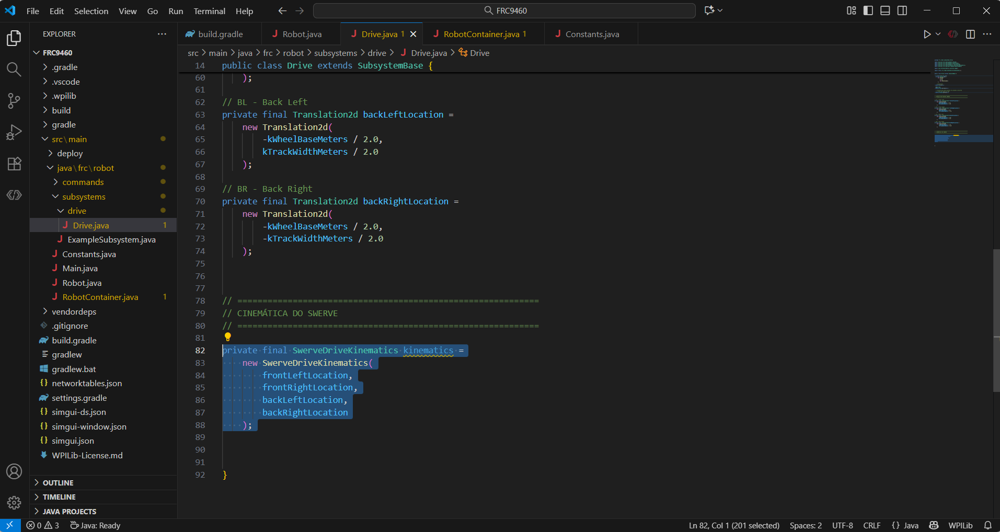 File Edit Selection View Go Run Terminal Help
FRC9460
EXPLORER
FRC9460
.gradle
.vscode
.wpilib
build
gradle
src\main
deploy
java\frc\robot
commands
subsystems
drive
Drive.java 1
ExampleSubsystem.java
Constants.java
Main.java
Robot.java
RobotContainer.java 1
vendordeps
.gitignore
build.gradle
gradlew
gradlew.bat
networktables.json
settings.gradle
simgui-ds.json
simgui-window.json
simgui.json
WPILib-License.md
OUTLINE
TIMELINE
JAVA PROJECTS
build.gradle Robot.java Drive.java 1 RobotContainer.java 1 Constants.java
src > main > java > frc > robot > subsystems > drive > Drive.java > Drive
14 public class Drive extends SubsystemBase {
60 );
61
62 // BL - Back Left
63 private final Translation2d backLeftLocation =
64 new Translation2d(
65 -kWheelBaseMeters / 2.0,
66 kTrackWidthMeters / 2.0
67 );
68
69 // BR - Back Right
70 private final Translation2d backRightLocation =
71 new Translation2d(
72 -kWheelBaseMeters / 2.0,
73 -kTrackWidthMeters / 2.0
74 );
75
76
77
78 // ============================================================
79 // CINEMÁTICA DO SWERVE
80 // ============================================================
81
82 private final SwerveDriveKinematics kinematics =
83 new SwerveDriveKinematics(
84 frontLeftLocation,
85 frontRightLocation,
86 backLeftLocation,
87 backRightLocation
88 );
89
90
91
92 }
0 3 Java: Ready
Ln 82, Col 1 (201 selected) Spaces: 2 UTF-8 CRLF {} Java WPILib